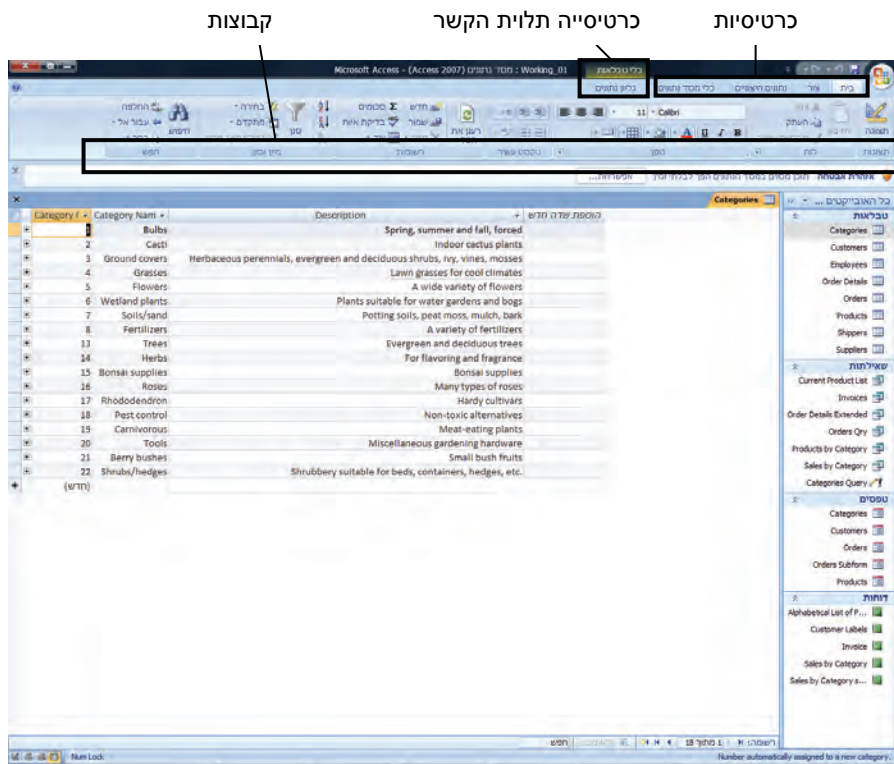 כרטיסיות כרטיסייה תלוית הקשר קבוצות
כלי טבלאות Microsoft Access - (Access 2007) מסד נתונים : Working_01
בית צור נתונים חיצוניים כלי מסד נתונים גליון נתונים
החלפה בחירה סכומים חדש
עבור אל מתקדם בדיקת איות שמור Calibri 11 העתק
תצוגה חיפוש סנן רענן את B I U A
תצוגות לוח גופן טקסט עשיר רשומות מיון וסנן חפש
אזהרת אבטחה תוכן מסוים במסד הנתונים הפך לבלתי זמין אפשרויות...
כל האובייקטים ...
טבלאות
Categories
Customers
Employees
Order Details
Orders
Products
Shippers
Suppliers
שאילתות
Current Product List
Invoices
Order Details Extended
Orders Qry
Products by Category
Sales by Category
Categories Query
טפסים
Categories
Customers
Orders
Orders Subform
Products
דוחות
Alphabetical List of P...
Customer Labels
Invoice
Sales by Category
Sales by Category s...
Categories
Category I Category Nam Description הוספת שדה חדש
1 Bulbs Spring, summer and fall, forced
2 Cacti Indoor cactus plants
3 Ground covers Herbaceous perennials, evergreen and deciduous shrubs, ivy, vines, mosses
4 Grasses Lawn grasses for cool climates
5 Flowers A wide variety of flowers
6 Wetland plants Plants suitable for water gardens and bogs
7 Soils/sand Potting soils, peat moss, mulch, bark
8 Fertilizers A variety of fertilizers
13 Trees Evergreen and deciduous trees
14 Herbs For flavoring and fragrance
15 Bonsai supplies Bonsai supplies
16 Roses Many types of roses
17 Rhododendron Hardy cultivars
18 Pest control Non-toxic alternatives
19 Carnivorous Meat-eating plants
20 Tools Miscellaneous gardening hardware
21 Berry bushes Small bush fruits
22 Shrubs/hedges Shrubbery suitable for beds, containers, hedges, etc.
(חדש)
רשומה: 1 מתוך 18 חפש
Number automatically assigned to a new category. Num Lock